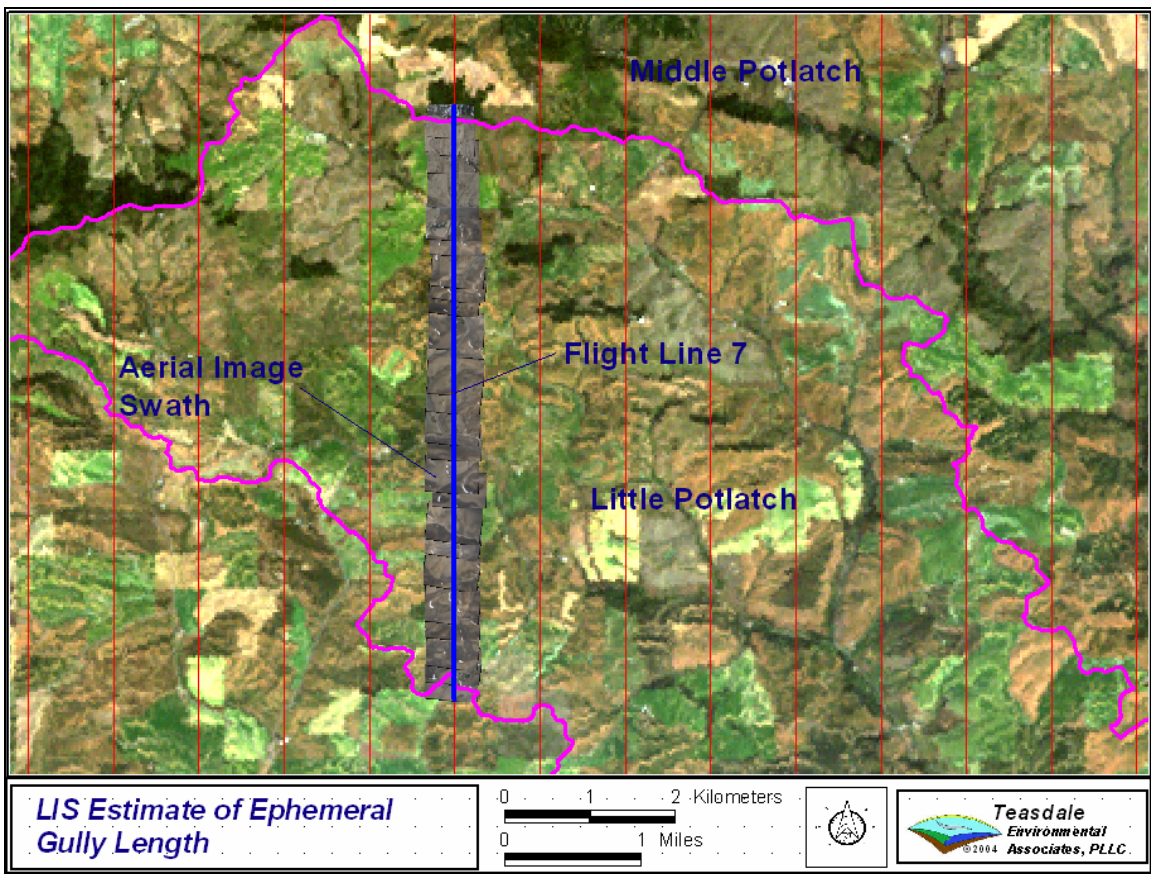 Middle Potlatch
Flight Line 7
Aerial Image
Swath
Little Potlatch
LIS Estimate of Ephemeral
Gully Length
0 1 2 Kilometers
0 1 Miles
Teasdale
Environmental
©2004 Associates, PLLC